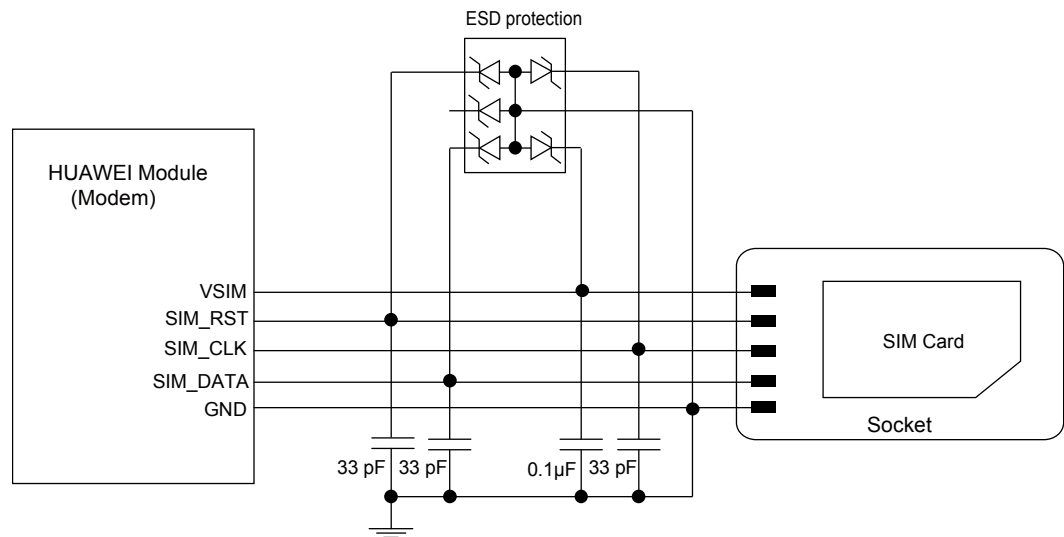 ESD protection
HUAWEI Module
(Modem)
VSIM
SIM_RST
SIM_CLK
SIM_DATA
GND
SIM Card
Socket
33 pF
33 pF
0.1µF
33 pF